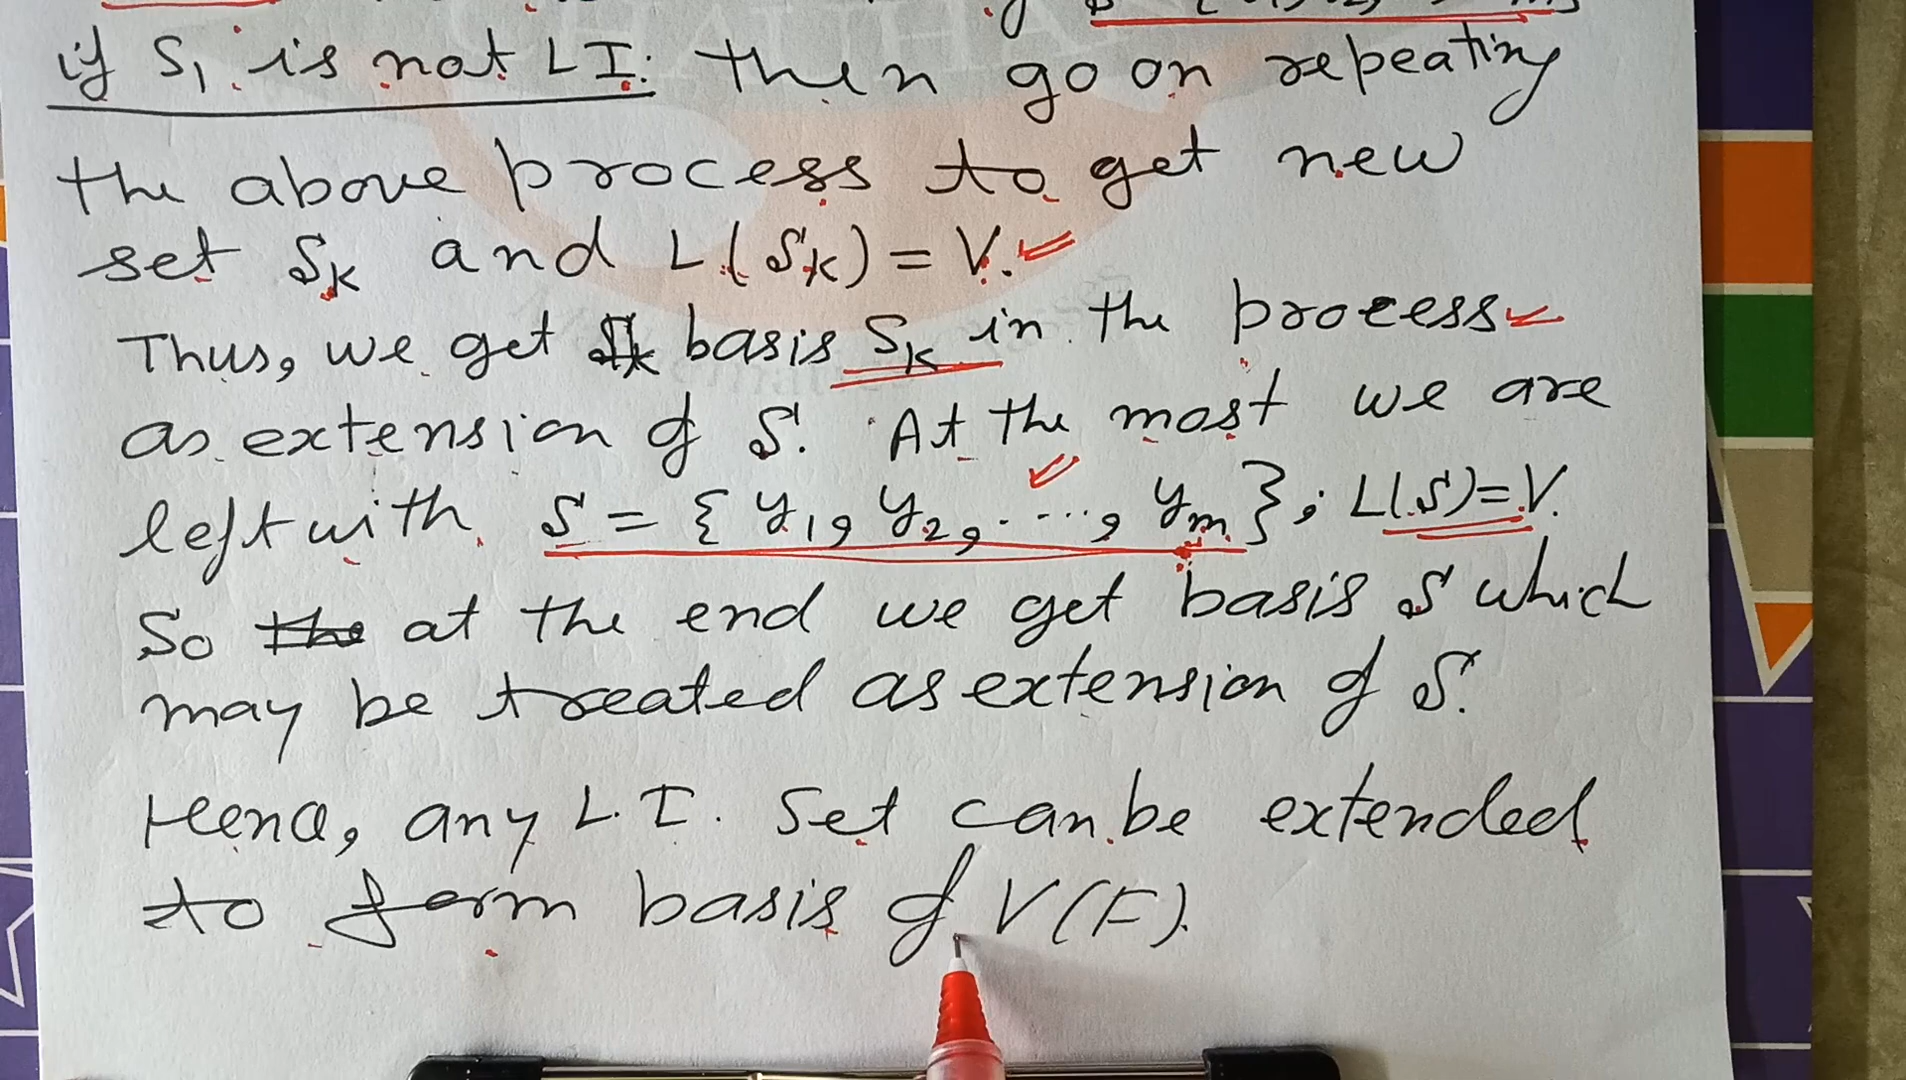 if S₁ is not LI: then go on repeating
the above process to get new
set Sₖ and L(Sₖ) = V.
Thus, we get basis Sₖ in the process
as extension of S. At the most we are
left with S = { y₁, y₂, ...., yₘ }; L(S)=V.
So at the end we get basis S which
may be treated as extension of S.
Hence, any L.I. Set can be extended
to form basis of V(F).